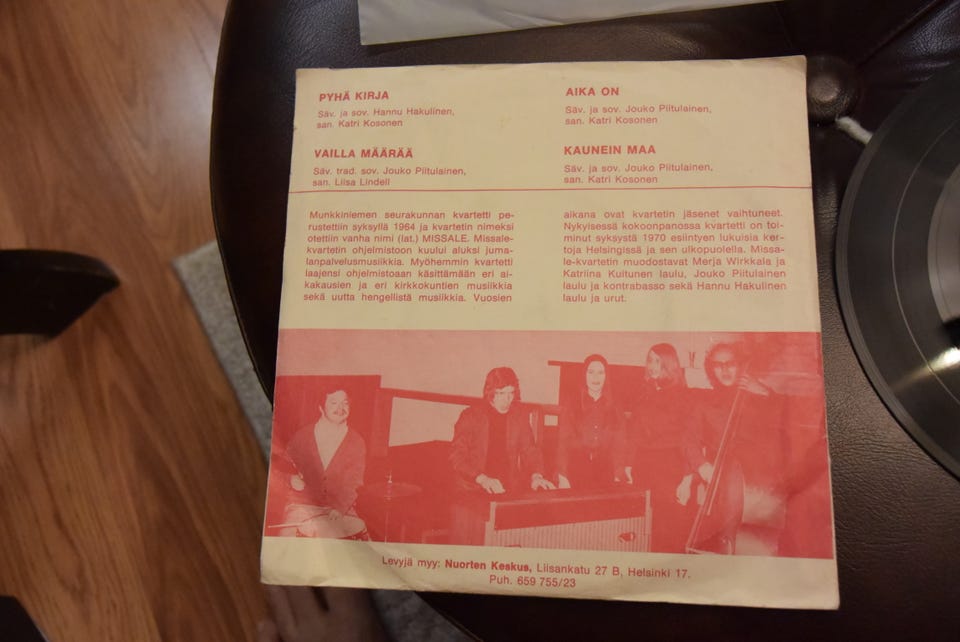 PYHÄ KIRJA
Säv. ja sov. Hannu Hakulinen,
san. Katri Kosonen
VAILLA MÄÄRÄÄ
Säv. trad. sov. Jouko Piitulainen,
san. Liisa Lindell
AIKA ON
Säv. ja sov. Jouko Piitulainen,
san. Katri Kosonen
KAUNEIN MAA
Säv. ja sov. Jouko Piitulainen,
san. Katri Kosonen
Munkkiniemen seurakunnan kvartetti pe-
rustettiin syksyllä 1964 ja kvartetin nimeksi
otettiin vanha nimi (lat.) MISSALE. Missale-
kvartetin ohjelmistoon kuului aluksi juma-
lanpalvelusmusiikkia. Myöhemmin kvartetti
laajensi ohjelmistoaan käsittämään eri ai-
kakausien ja eri kirkkokuntien musiikkia
sekä uutta hengellistä musiikkia. Vuosien
aikana ovat kvartetin jäsenet vaihtuneet.
Nykyisessä kokoonpanossa kvartetti on toi-
minut syksystä 1970 esiintyen lukuisia ker-
toja Helsingissä ja sen ulkopuolella. Missa-
le-kvartetin muodostavat Merja Wirkkala ja
Katriina Kuitunen laulu, Jouko Piitulainen
laulu ja kontrabasso sekä Hannu Hakulinen
laulu ja urut.
Levyjä myy: Nuorten Keskus, Liisankatu 27 B, Helsinki 17.
Puh. 659 755/23